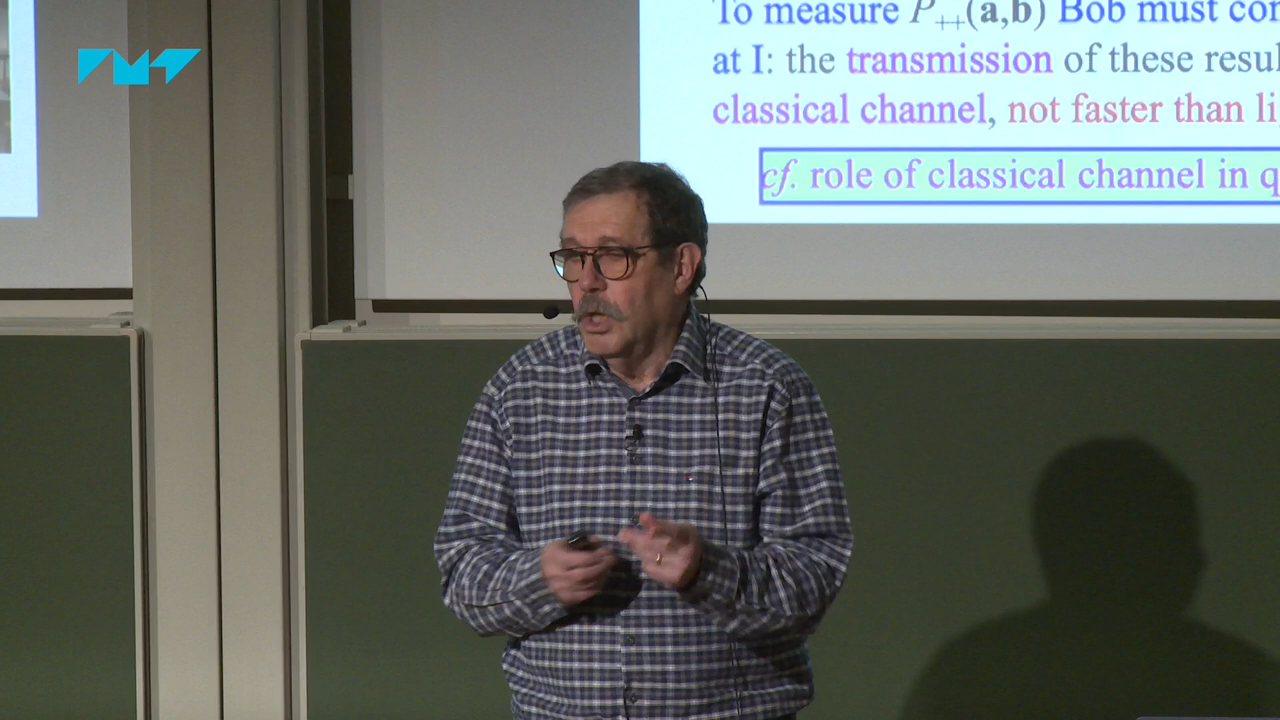 To measure P₊₊(a,b) Bob must
at I: the transmission of these
classical channel, not faster than
cf. role of classical channel in